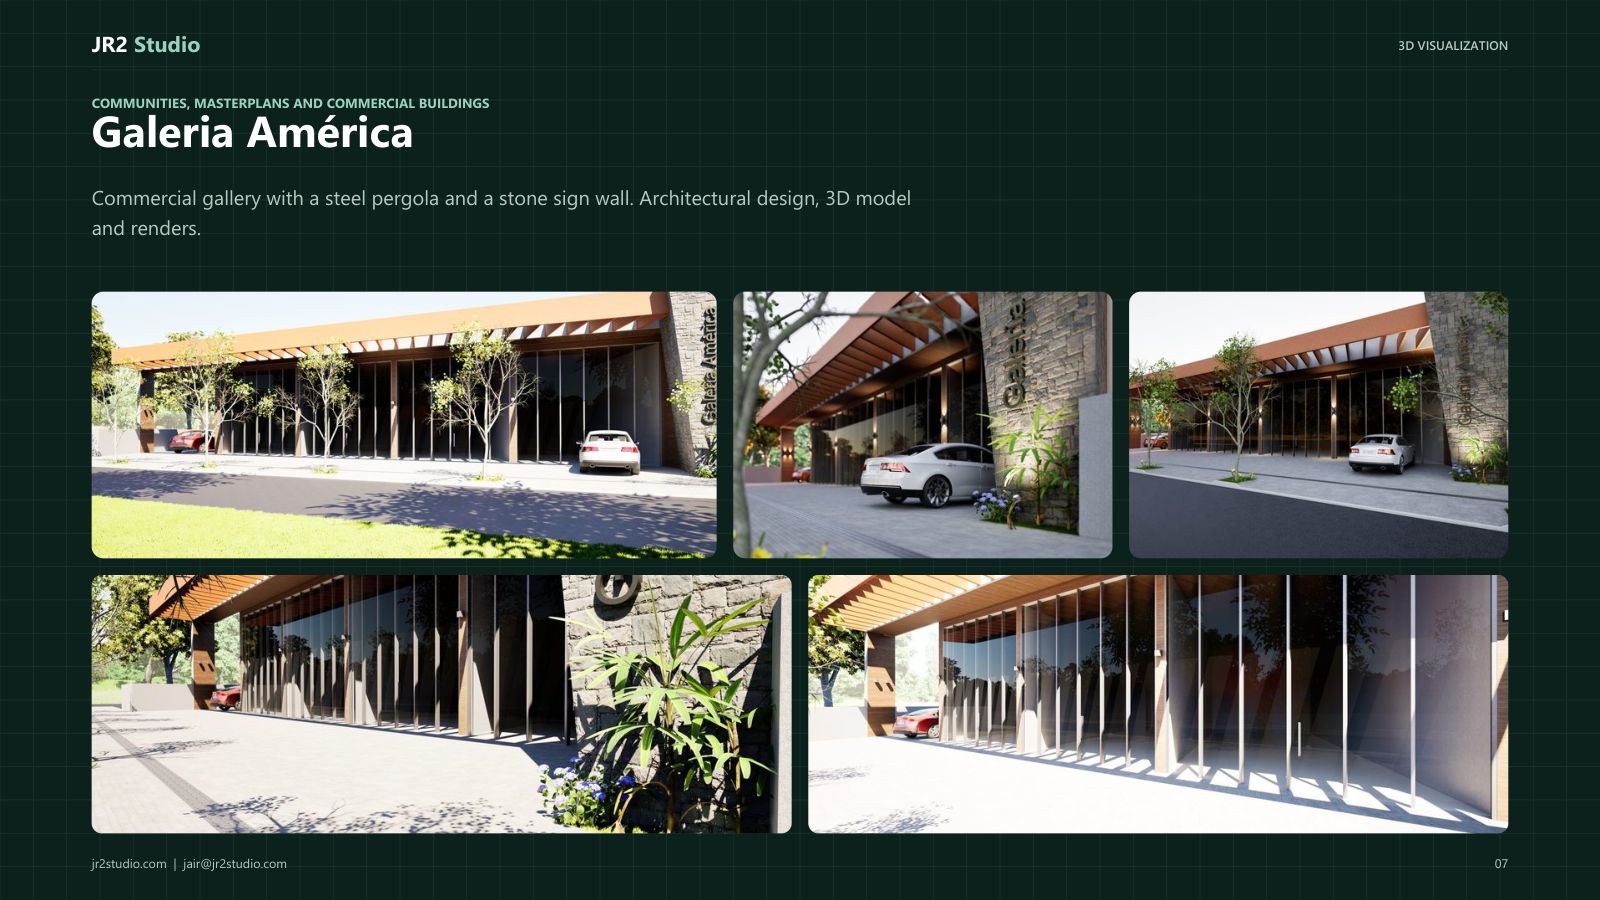 JR2 Studio
3D VISUALIZATION
COMMUNITIES, MASTERPLANS AND COMMERCIAL BUILDINGS
Galeria América
Commercial gallery with a steel pergola and a stone sign wall. Architectural design, 3D model
and renders.
Galeria América
Galeria
jr2studio.com | jair@jr2studio.com
07